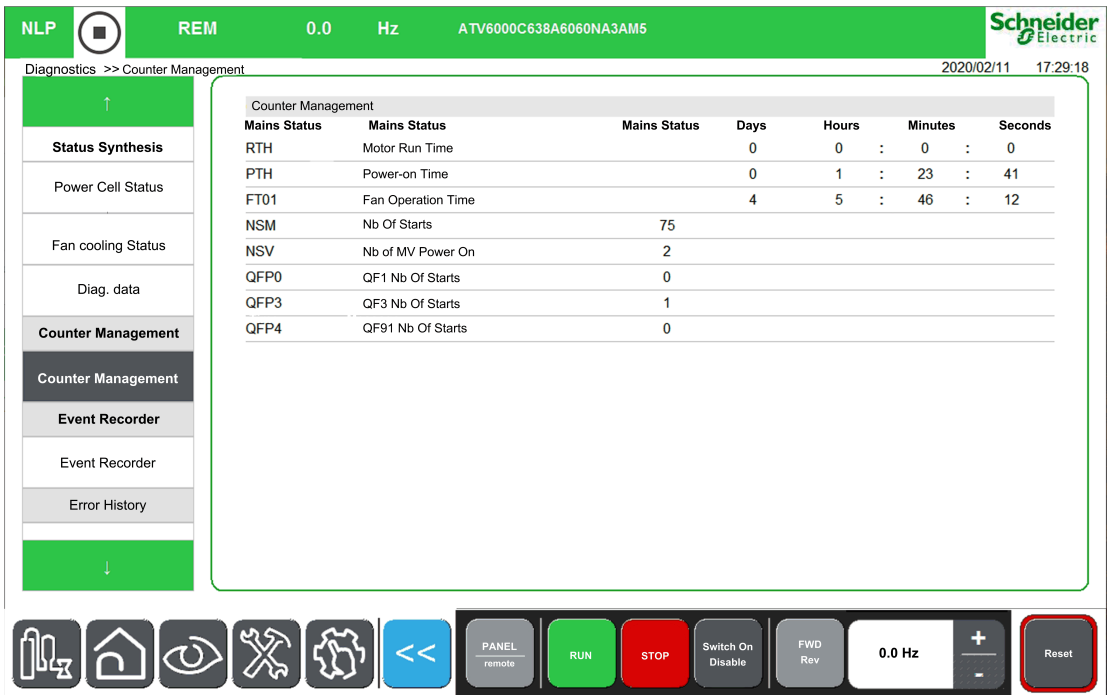 NLP REM 0.0 Hz ATV6000C638A6060NA3AM5 Schneider Electric
Diagnostics >> Counter Management 2020/02/11 17:29:18
↑
Status Synthesis
Power Cell Status
Fan cooling Status
Diag. data
Counter Management
Counter Management
Event Recorder
Event Recorder
Error History
↓
Counter Management
Mains Status Mains Status Mains Status Days Hours Minutes Seconds
RTH Motor Run Time 0 0 : 0 : 0
PTH Power-on Time 0 1 : 23 : 41
FT01 Fan Operation Time 4 5 : 46 : 12
NSM Nb Of Starts 75
NSV Nb of MV Power On 2
QFP0 QF1 Nb Of Starts 0
QFP3 QF3 Nb Of Starts 1
QFP4 QF91 Nb Of Starts 0
<<
PANEL
remote
RUN
STOP
Switch On
Disable
FWD
Rev
0.0 Hz
+
-
Reset